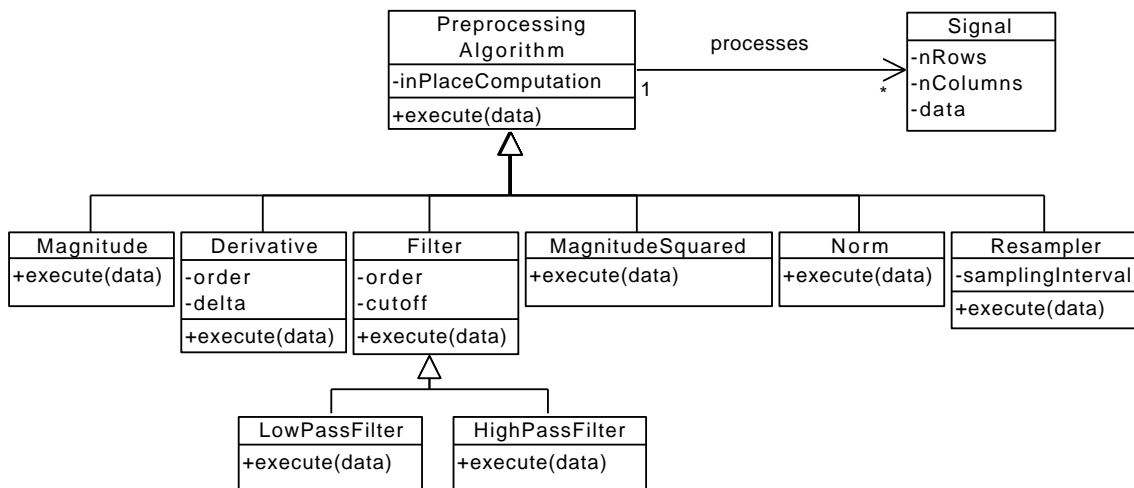 Preprocessing
Algorithm
-inPlaceComputation
+execute(data)
processes
1
*
Signal
-nRows
-nColumns
-data
Magnitude
+execute(data)
Derivative
-order
-delta
+execute(data)
Filter
-order
-cutoff
+execute(data)
MagnitudeSquared
+execute(data)
Norm
+execute(data)
Resampler
-samplingInterval
+execute(data)
LowPassFilter
+execute(data)
HighPassFilter
+execute(data)